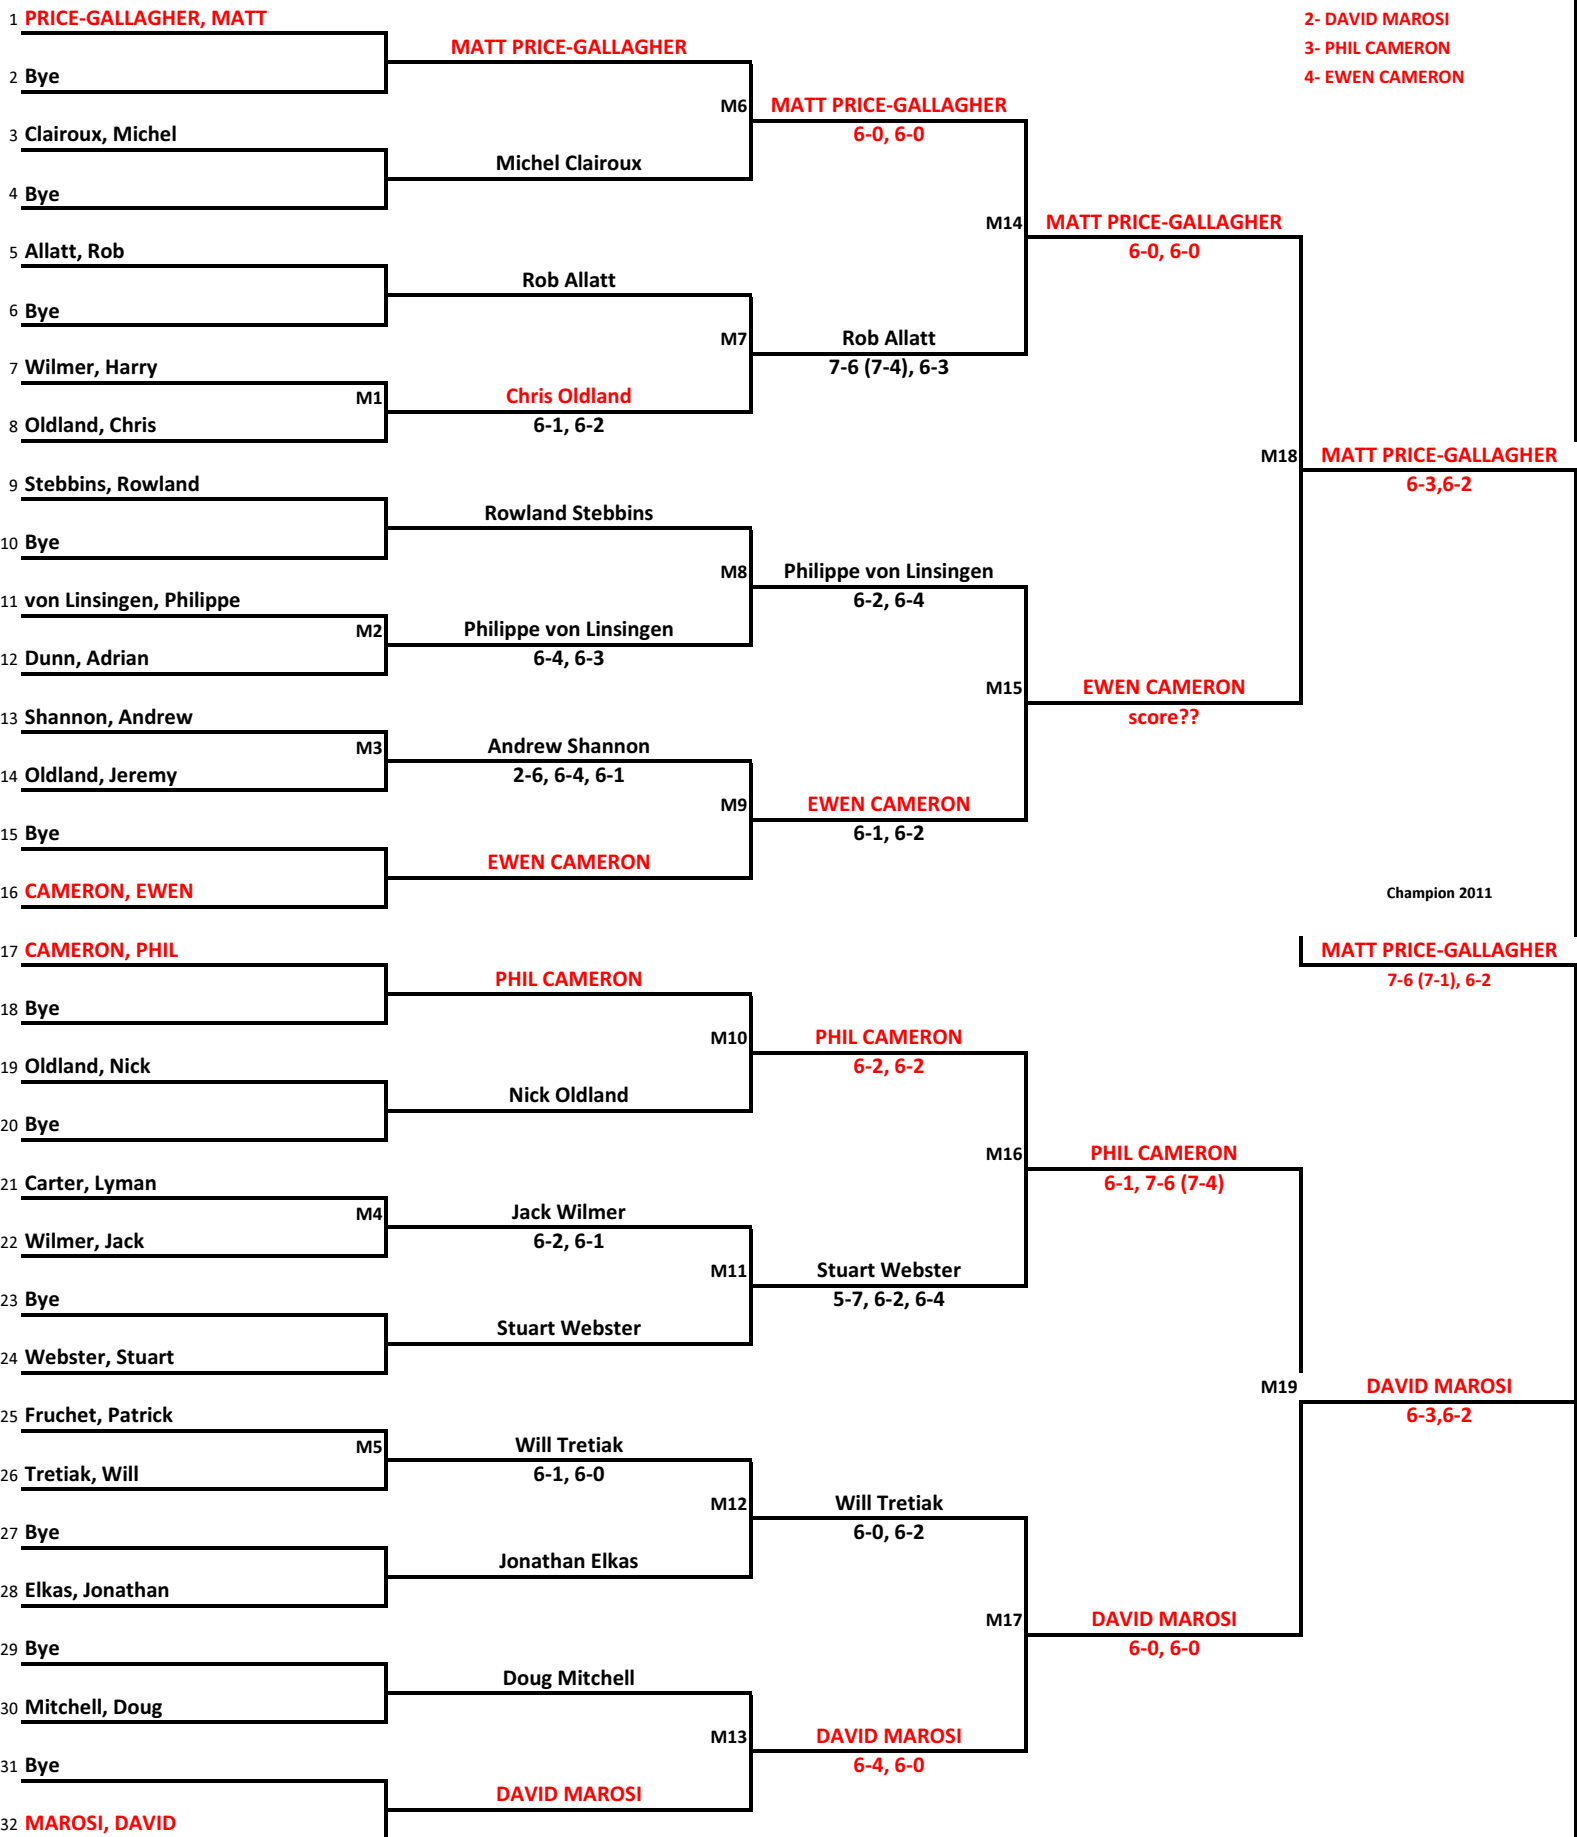 1 PRICE-GALLAGHER, MATT
2- DAVID MAROSI
MATT PRICE-GALLAGHER
3- PHIL CAMERON
2 Bye
4- EWEN CAMERON
M6
MATT PRICE-GALLAGHER
3 Clairoux, Michel
6-0, 6-0
Michel Clairoux
4 Bye
M14
MATT PRICE-GALLAGHER
5 Allatt, Rob
6-0, 6-0
Rob Allatt
6 Bye
M7
Rob Allatt
7 Wilmer, Harry
7-6 (7-4), 6-3
M1
Chris Oldland
8 Oldland, Chris
6-1, 6-2
M18
MATT PRICE-GALLAGHER
9 Stebbins, Rowland
6-3,6-2
Rowland Stebbins
10 Bye
M8
Philippe von Linsingen
11 von Linsingen, Philippe
6-2, 6-4
M2
Philippe von Linsingen
12 Dunn, Adrian
6-4, 6-3
M15
EWEN CAMERON
13 Shannon, Andrew
score??
M3
Andrew Shannon
14 Oldland, Jeremy
2-6, 6-4, 6-1
M9
EWEN CAMERON
15 Bye
6-1, 6-2
EWEN CAMERON
16 CAMERON, EWEN
Champion 2011
17 CAMERON, PHIL
MATT PRICE-GALLAGHER
PHIL CAMERON
7-6 (7-1), 6-2
18 Bye
M10
PHIL CAMERON
19 Oldland, Nick
6-2, 6-2
Nick Oldland
20 Bye
M16
PHIL CAMERON
21 Carter, Lyman
6-1, 7-6 (7-4)
M4
Jack Wilmer
22 Wilmer, Jack
6-2, 6-1
M11
Stuart Webster
23 Bye
5-7, 6-2, 6-4
Stuart Webster
24 Webster, Stuart
M19
DAVID MAROSI
25 Fruchet, Patrick
6-3,6-2
M5
Will Tretiak
26 Tretiak, Will
6-1, 6-0
M12
Will Tretiak
27 Bye
6-0, 6-2
Jonathan Elkas
28 Elkas, Jonathan
M17
DAVID MAROSI
29 Bye
6-0, 6-0
Doug Mitchell
30 Mitchell, Doug
M13
DAVID MAROSI
31 Bye
6-4, 6-0
DAVID MAROSI
32 MAROSI, DAVID